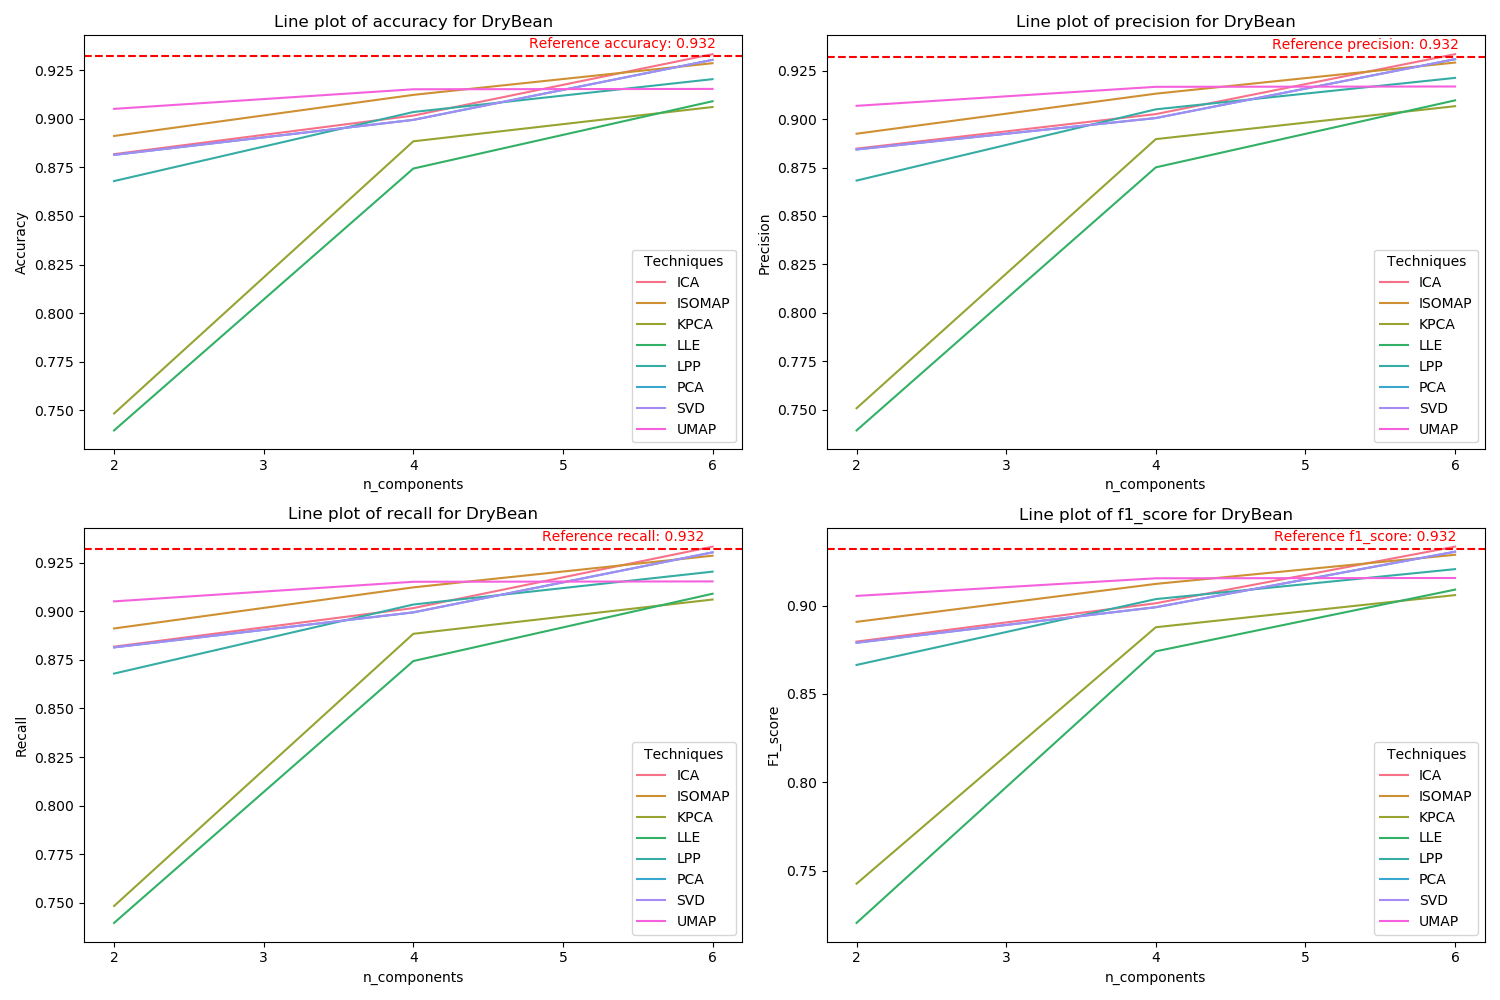 Line plot of accuracy for DryBean
Reference accuracy: 0.932
0.925
0.900
0.875
0.850
0.825
0.800
0.775
0.750
Accuracy
2
3
4
5
6
n_components
Techniques
ICA
ISOMAP
KPCA
LLE
LPP
PCA
SVD
UMAP
Line plot of precision for DryBean
Reference precision: 0.932
0.925
0.900
0.875
0.850
0.825
0.800
0.775
0.750
Precision
2
3
4
5
6
n_components
Techniques
ICA
ISOMAP
KPCA
LLE
LPP
PCA
SVD
UMAP
Line plot of recall for DryBean
Reference recall: 0.932
0.925
0.900
0.875
0.850
0.825
0.800
0.775
0.750
Recall
2
3
4
5
6
n_components
Techniques
ICA
ISOMAP
KPCA
LLE
LPP
PCA
SVD
UMAP
Line plot of f1_score for DryBean
Reference f1_score: 0.932
0.90
0.85
0.80
0.75
F1_score
2
3
4
5
6
n_components
Techniques
ICA
ISOMAP
KPCA
LLE
LPP
PCA
SVD
UMAP